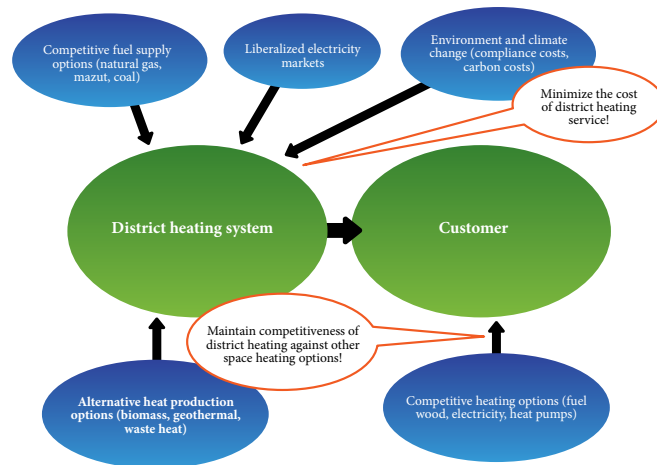 Competitive fuel supply
options (natural gas,
mazut, coal)
Liberalized electricity
markets
Environment and climate
change (compliance costs,
carbon costs)
Minimize the cost
of district heating
service!
District heating system
Customer
Maintain competitiveness of
district heating against other
space heating options!
Alternative heat production
options (biomass, geothermal,
waste heat)
Competitive heating options (fuel
wood, electricity, heat pumps)